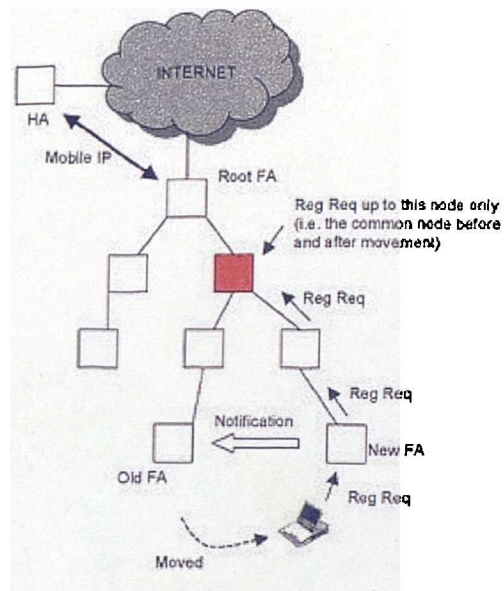 INTERNET
HA
Mobile IP
Root FA
Reg Req up to this node only
(i.e. the common node before
and after movement)
Reg Req
Reg Req
Notification
New FA
Old FA
Reg Req
Moved